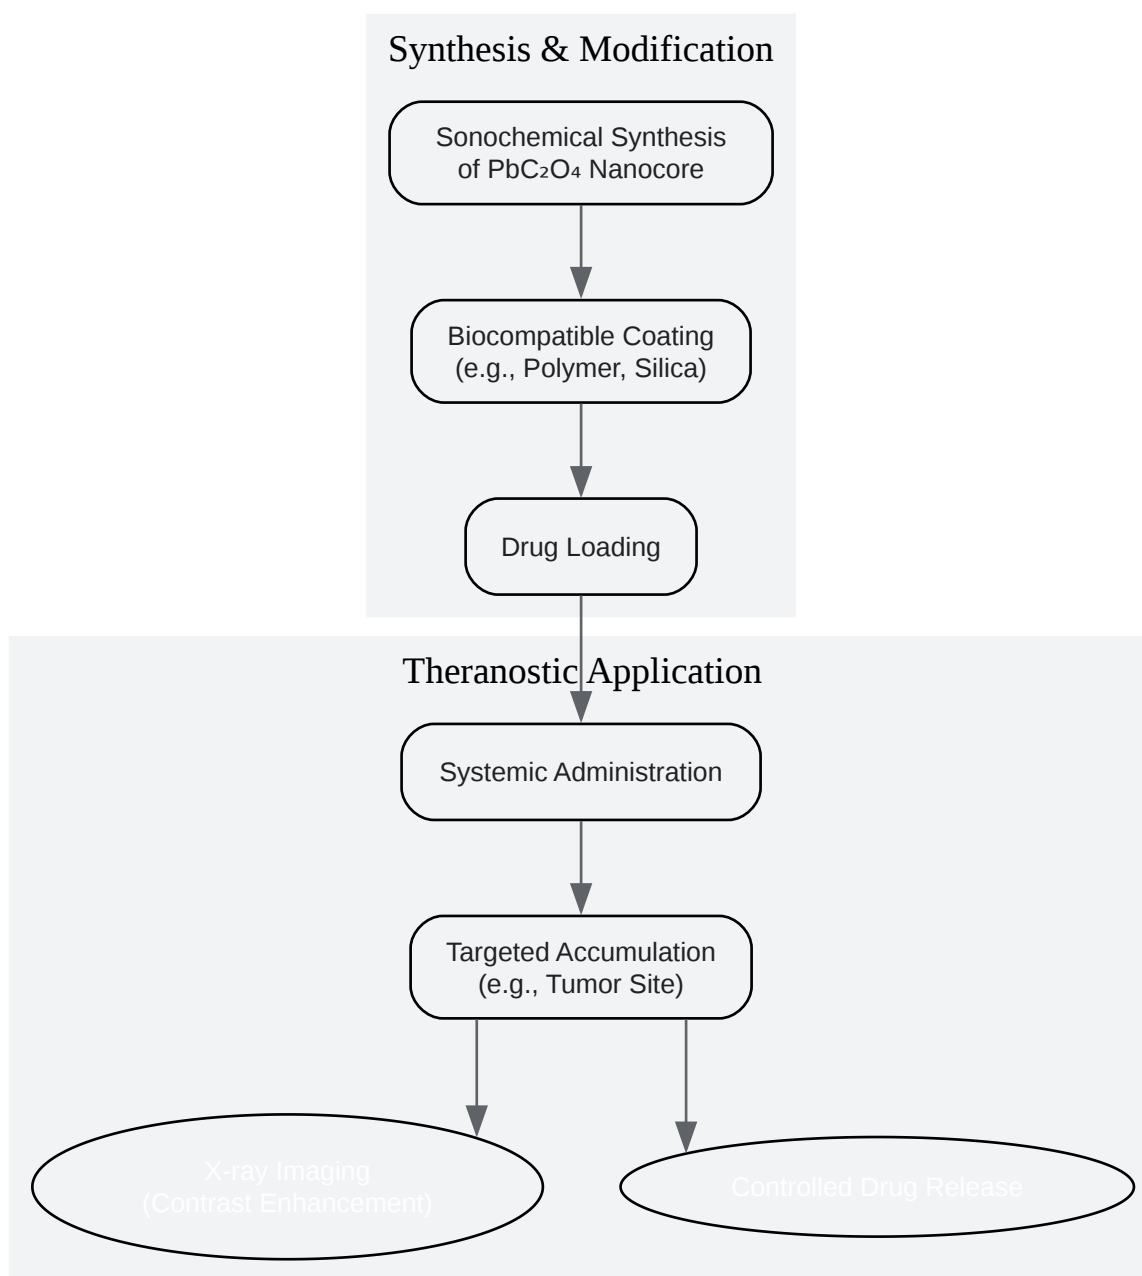 Synthesis & Modification
Sonochemical Synthesis
of PbC₂O₄ Nanocore
Biocompatible Coating
(e.g., Polymer, Silica)
Drug Loading
Theranostic Application
Systemic Administration
Targeted Accumulation
(e.g., Tumor Site)
X-ray Imaging
(Contrast Enhancement)
Controlled Drug Release